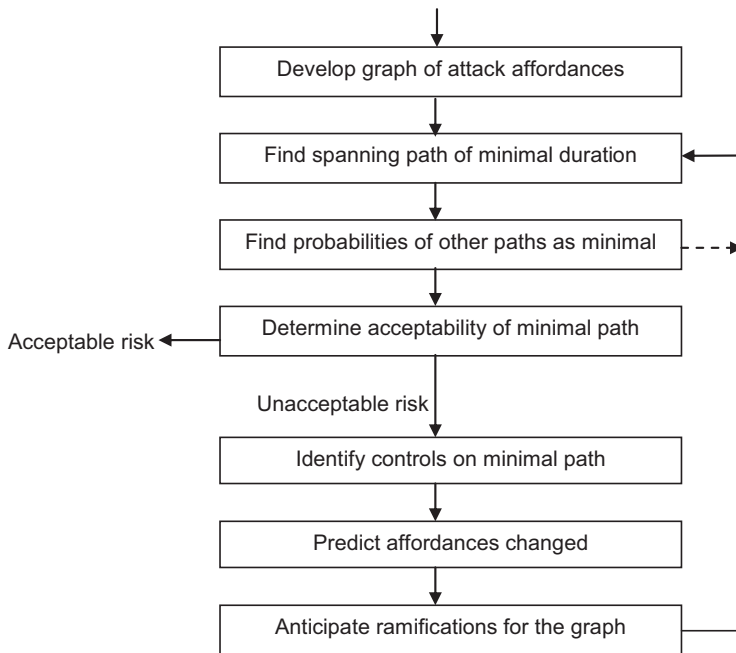 Develop graph of attack affordances
Find spanning path of minimal duration
Find probabilities of other paths as minimal
Determine acceptability of minimal path
Acceptable risk
Unacceptable risk
Identify controls on minimal path
Predict affordances changed
Anticipate ramifications for the graph